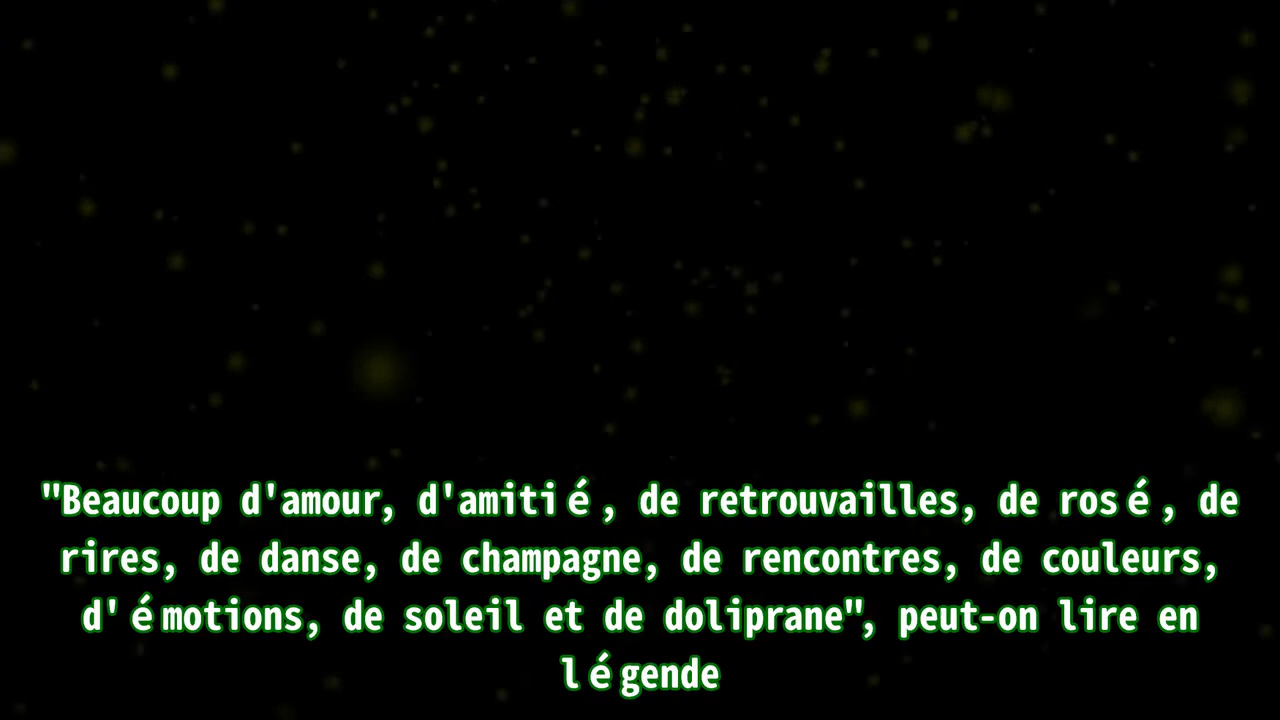 "Beaucoup d'amour, d'amitié, de retrouvailles, de rosé, de
rires, de danse, de champagne, de rencontres, de couleurs,
d'émotions, de soleil et de doliprane", peut-on lire en
légende